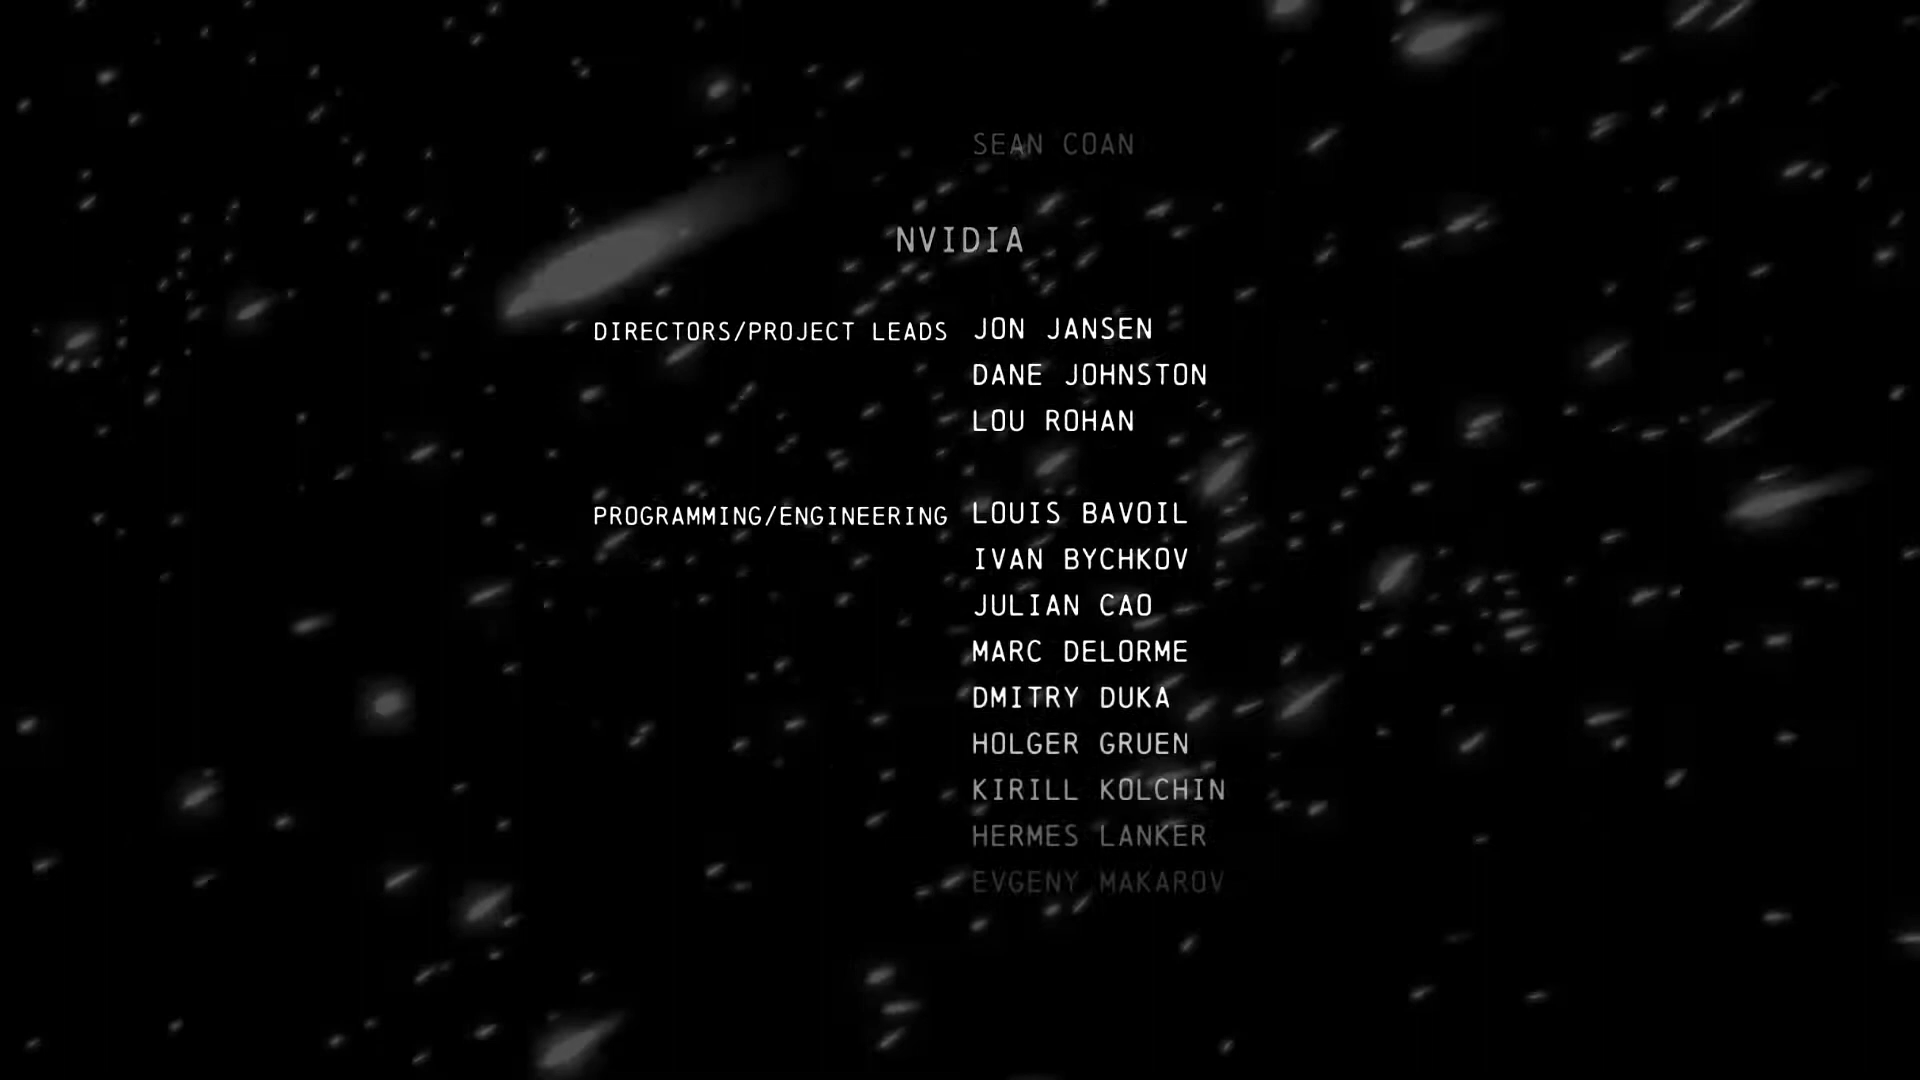 SEAN COAN
NVIDIA
DIRECTORS/PROJECT LEADS JON JANSEN
DANE JOHNSTON
LOU ROHAN
PROGRAMMING/ENGINEERING LOUIS BAVOIL
IVAN BYCHKOV
JULIAN CAO
MARC DELORME
DMITRY DUKA
HOLGER GRUEN
KIRILL KOLCHIN
HERMES LANKER
EVGENY MAKAROV